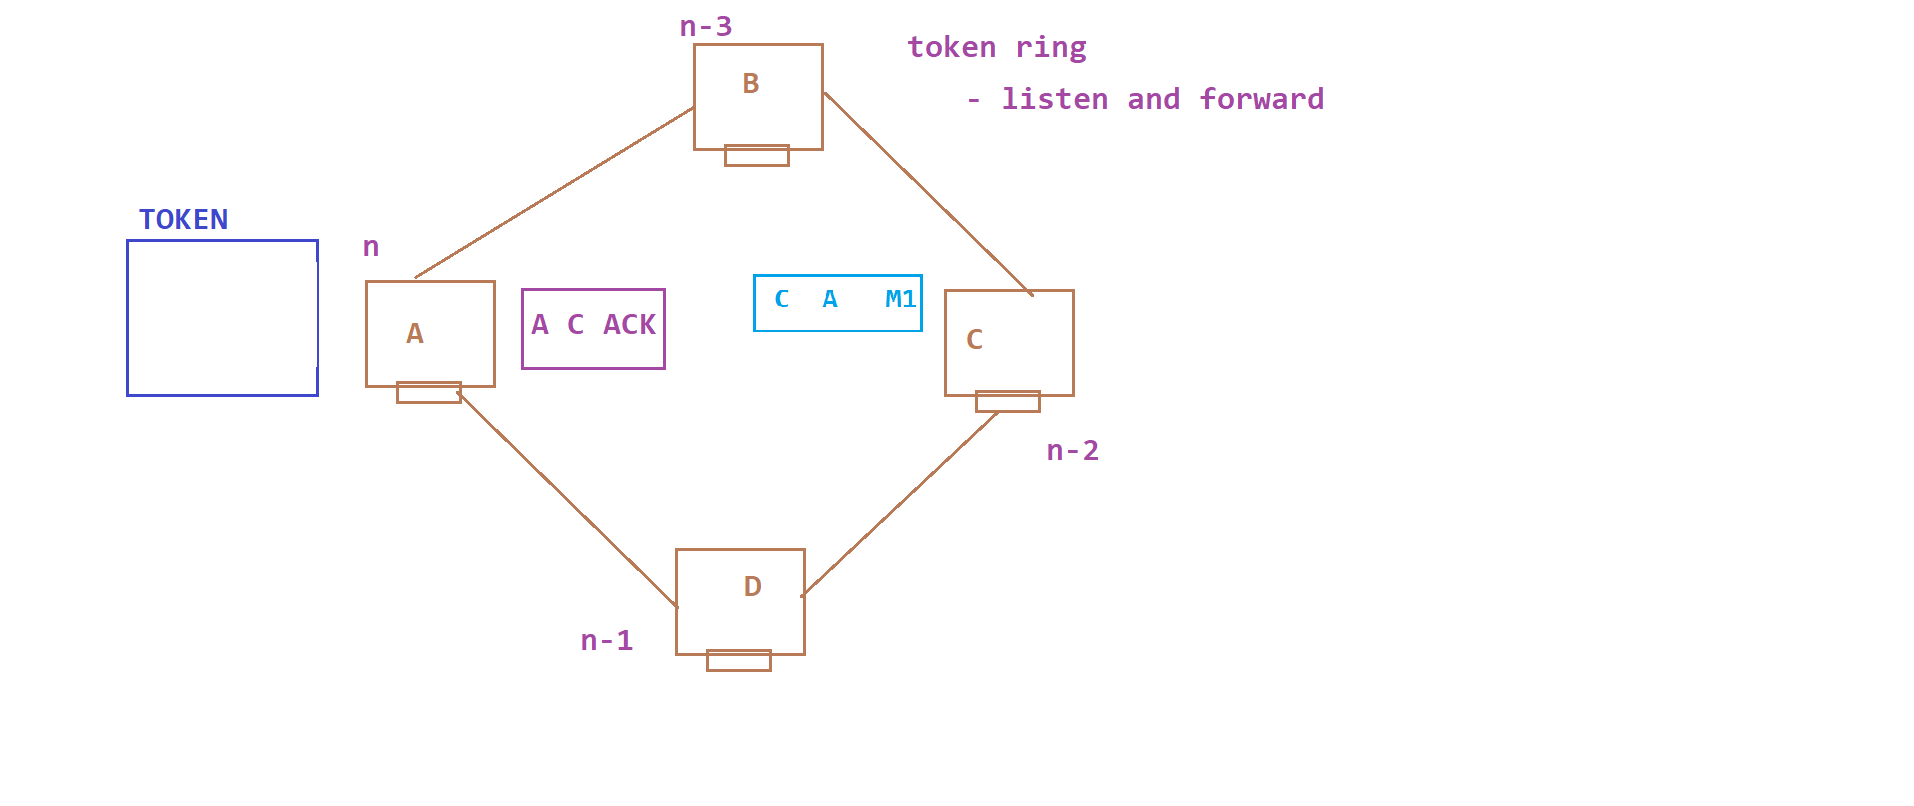 n-3
token ring
B
- listen and forward
TOKEN
n
C A M1
A C ACK
A
C
n-2
D
n-1